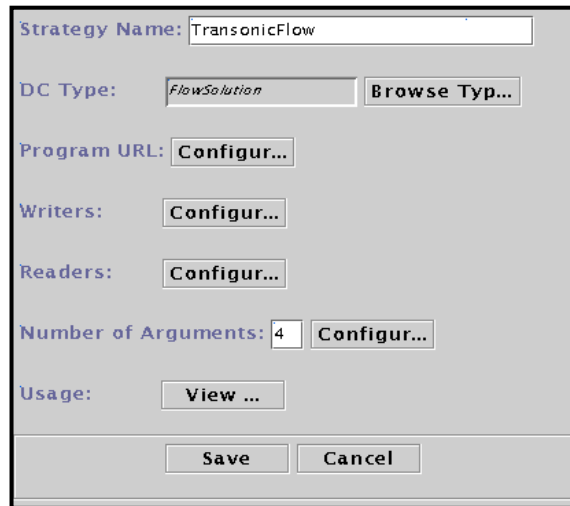 Strategy Name: TransonicFlow
DC Type: FlowSolution Browse Typ...
Program URL: Configur...
Writers: Configur...
Readers: Configur...
Number of Arguments: 4 Configur...
Usage: View ...
Save Cancel